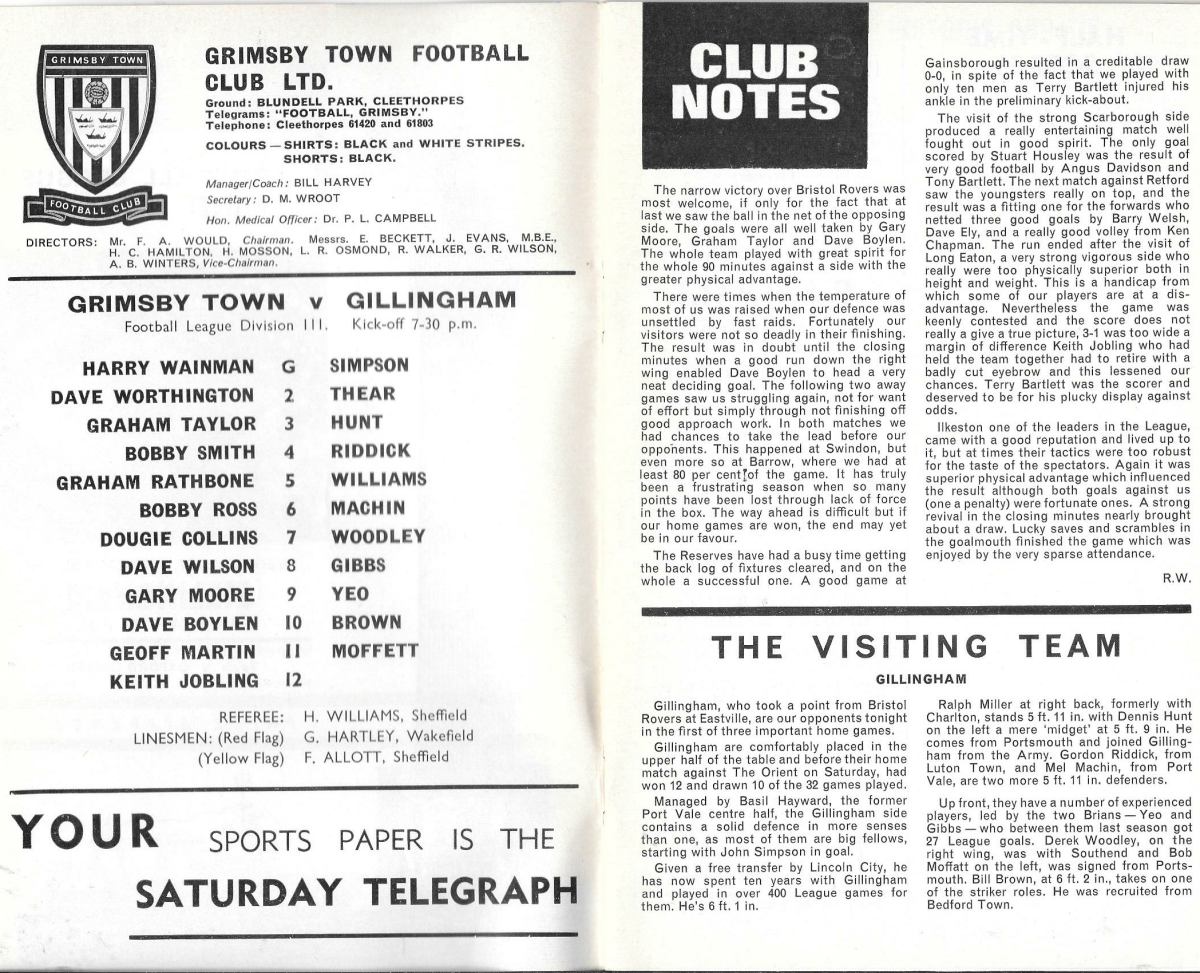 GRIMSBY TOWN
FOOTBALL CLUB
GRIMSBY TOWN FOOTBALL
CLUB LTD.
Ground: BLUNDELL PARK, CLEETHORPES
Telegrams: "FOOTBALL, GRIMSBY."
Telephone: Cleethorpes 61420 and 61803
COLOURS — SHIRTS: BLACK and WHITE STRIPES.
SHORTS: BLACK.
Manager/Coach: BILL HARVEY
Secretary: D. M. WROOT
Hon. Medical Officer: Dr. P. L. CAMPBELL
DIRECTORS: Mr. F. A. WOULD, Chairman. Messrs. E. BECKETT, J. EVANS, M.B.E.,
H. C. HAMILTON, H. MOSSON, L. R. OSMOND, R. WALKER, G. R. WILSON,
A. B. WINTERS, Vice-Chairman.
GRIMSBY TOWN v GILLINGHAM
Football League Division III. Kick-off 7-30 p.m.
HARRY WAINMAN G SIMPSON
DAVE WORTHINGTON 2 THEAR
GRAHAM TAYLOR 3 HUNT
BOBBY SMITH 4 RIDDICK
GRAHAM RATHBONE 5 WILLIAMS
BOBBY ROSS 6 MACHIN
DOUGIE COLLINS 7 WOODLEY
DAVE WILSON 8 GIBBS
GARY MOORE 9 YEO
DAVE BOYLEN 10 BROWN
GEOFF MARTIN 11 MOFFETT
KEITH JOBLING 12
REFEREE: H. WILLIAMS, Sheffield
LINESMEN: (Red Flag) G. HARTLEY, Wakefield
(Yellow Flag) F. ALLOTT, Sheffield
YOUR SPORTS PAPER IS THE
SATURDAY TELEGRAPH
CLUB
NOTES
The narrow victory over Bristol Rovers was
most welcome, if only for the fact that at
last we saw the ball in the net of the opposing
side. The goals were all well taken by Gary
Moore, Graham Taylor and Dave Boylen.
The whole team played with great spirit for
the whole 90 minutes against a side with the
greater physical advantage.
There were times when the temperature of
most of us was raised when our defence was
unsettled by fast raids. Fortunately our
visitors were not so deadly in their finishing.
The result was in doubt until the closing
minutes when a good run down the right
wing enabled Dave Boylen to head a very
neat deciding goal. The following two away
games saw us struggling again, not for want
of effort but simply through not finishing off
good approach work. In both matches we
had chances to take the lead before our
opponents. This happened at Swindon, but
even more so at Barrow, where we had at
least 80 per cent of the game. It has truly
been a frustrating season when so many
points have been lost through lack of force
in the box. The way ahead is difficult but if
our home games are won, the end may yet
be in our favour.
The Reserves have had a busy time getting
the back log of fixtures cleared, and on the
whole a successful one. A good game at
Gainsborough resulted in a creditable draw
0-0, in spite of the fact that we played with
only ten men as Terry Bartlett injured his
ankle in the preliminary kick-about.
The visit of the strong Scarborough side
produced a really entertaining match well
fought out in good spirit. The only goal
scored by Stuart Housley was the result of
very good football by Angus Davidson and
Tony Bartlett. The next match against Retford
saw the youngsters really on top, and the
result was a fitting one for the forwards who
netted three good goals by Barry Welsh,
Dave Ely, and a really good volley from Ken
Chapman. The run ended after the visit of
Long Eaton, a very strong vigorous side who
really were too physically superior both in
height and weight. This is a handicap from
which some of our players are at a dis-
advantage. Nevertheless the game was
keenly contested and the score does not
really a give a true picture, 3-1 was too wide a
margin of difference Keith Jobling who had
held the team together had to retire with a
badly cut eyebrow and this lessened our
chances. Terry Bartlett was the scorer and
deserved to be for his plucky display against
odds.
Ilkeston one of the leaders in the League,
came with a good reputation and lived up to
it, but at times their tactics were too robust
for the taste of the spectators. Again it was
superior physical advantage which influenced
the result although both goals against us
(one a penalty) were fortunate ones. A strong
revival in the closing minutes nearly brought
about a draw. Lucky saves and scrambles in
the goalmouth finished the game which was
enjoyed by the very sparse attendance.
R.W.
THE VISITING TEAM
GILLINGHAM
Gillingham, who took a point from Bristol
Rovers at Eastville, are our opponents tonight
in the first of three important home games.
Gillingham are comfortably placed in the
upper half of the table and before their home
match against The Orient on Saturday, had
won 12 and drawn 10 of the 32 games played.
Managed by Basil Hayward, the former
Port Vale centre half, the Gillingham side
contains a solid defence in more senses
than one, as most of them are big fellows,
starting with John Simpson in goal.
Given a free transfer by Lincoln City, he
has now spent ten years with Gillingham
and played in over 400 League games for
them. He's 6 ft. 1 in.
Ralph Miller at right back, formerly with
Charlton, stands 5 ft. 11 in. with Dennis Hunt
on the left a mere 'midget' at 5 ft. 9 in. He
comes from Portsmouth and joined Gilling-
ham from the Army. Gordon Riddick, from
Luton Town, and Mel Machin, from Port
Vale, are two more 5 ft. 11 in. defenders.
Up front, they have a number of experienced
players, led by the two Brians — Yeo and
Gibbs — who between them last season got
27 League goals. Derek Woodley, on the
right wing, was with Southend and Bob
Moffatt on the left, was signed from Ports-
mouth. Bill Brown, at 6 ft. 2 in., takes on one
of the striker roles. He was recruited from
Bedford Town.